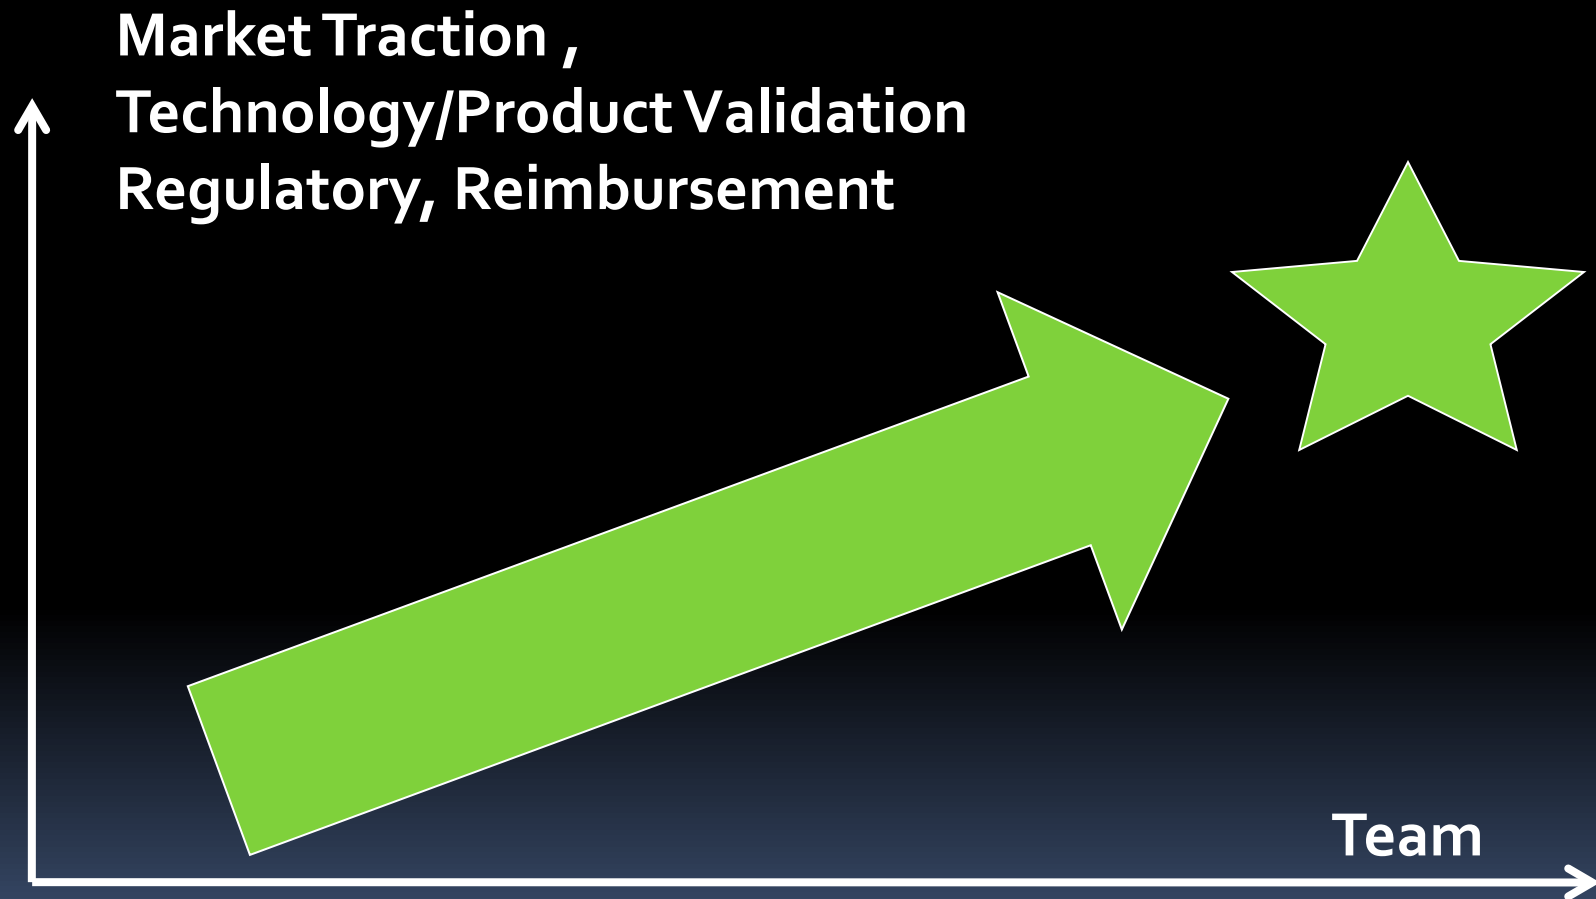 Market Traction ,
Technology/Product Validation
Regulatory, Reimbursement
Team